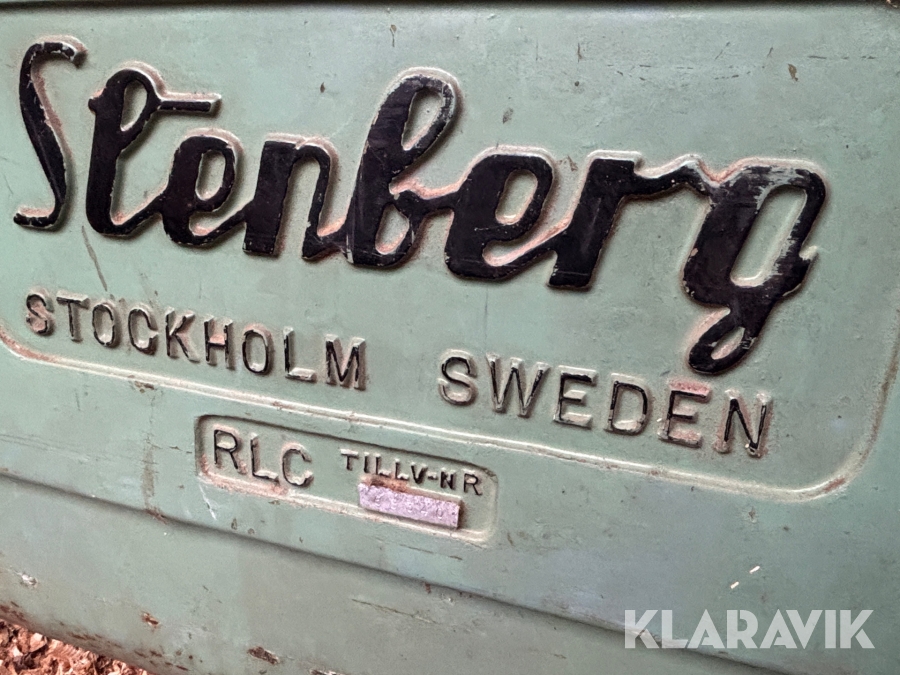 Stenberg
STOCKHOLM SWEDEN
RLC TILLV-NR
KLARAVIK